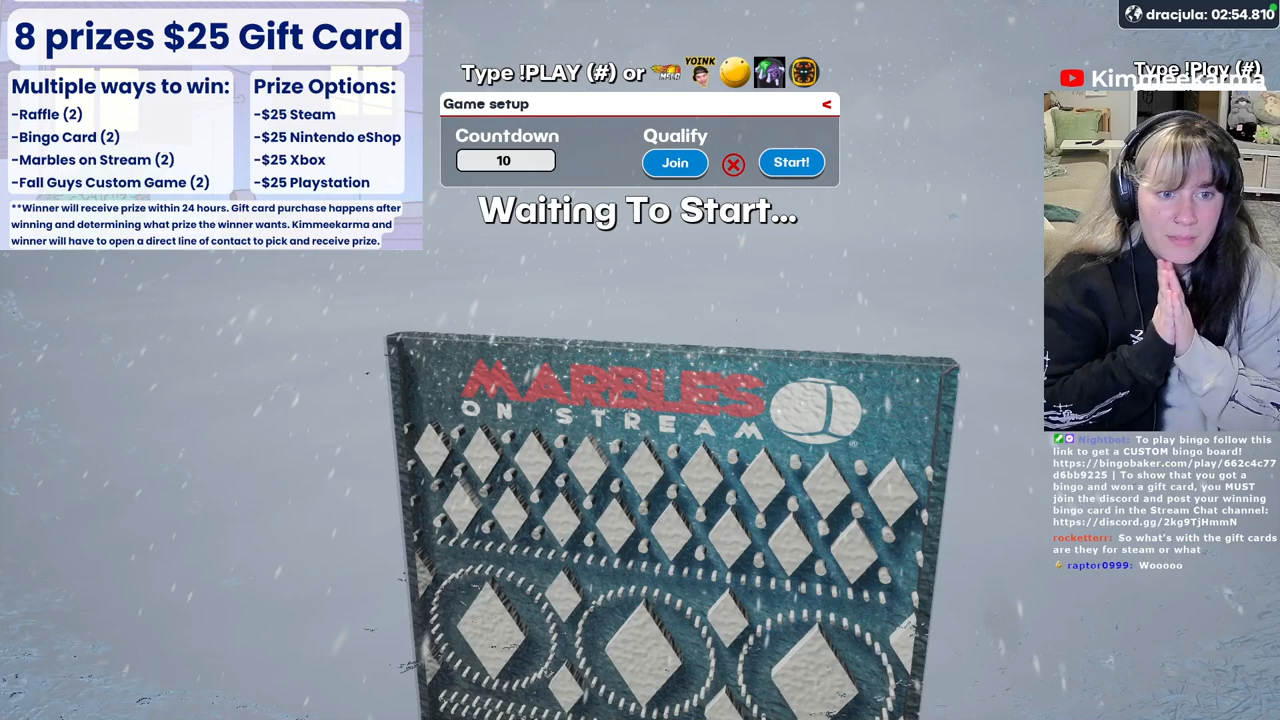 8 prizes $25 Gift Card
Multiple ways to win:
-Raffle (2)
-Bingo Card (2)
-Marbles on Stream (2)
-Fall Guys Custom Game (2)
Prize Options:
-$25 Steam
-$25 Nintendo eShop
-$25 Xbox
-$25 Playstation
**Winner will receive prize within 24 hours. Gift card purchase happens after
winning and determining what prize the winner wants. Kimmeekarma and
winner will have to open a direct line of contact to pick and receive prize.
Type !PLAY (#) or
YOINK
Game setup
<
Countdown
10
Qualify
Join
Start!
Waiting To Start...
MARBLES
ON STREAM
dracjula: 02:54.810
Type !Play (#)
Kimmeekarma
Nightbot: To play bingo follow this
link to get a CUSTOM bingo board!
https://bingobaker.com/play/662c4c77
d6bb9225 | To show that you got a
bingo and won a gift card, you MUST
join the discord and post your winning
bingo card in the Stream Chat channel:
https://discord.gg/2kg9TjHmmN
rocketterr: So what's with the gift cards
are they for steam or what
raptor0999: Wooooo